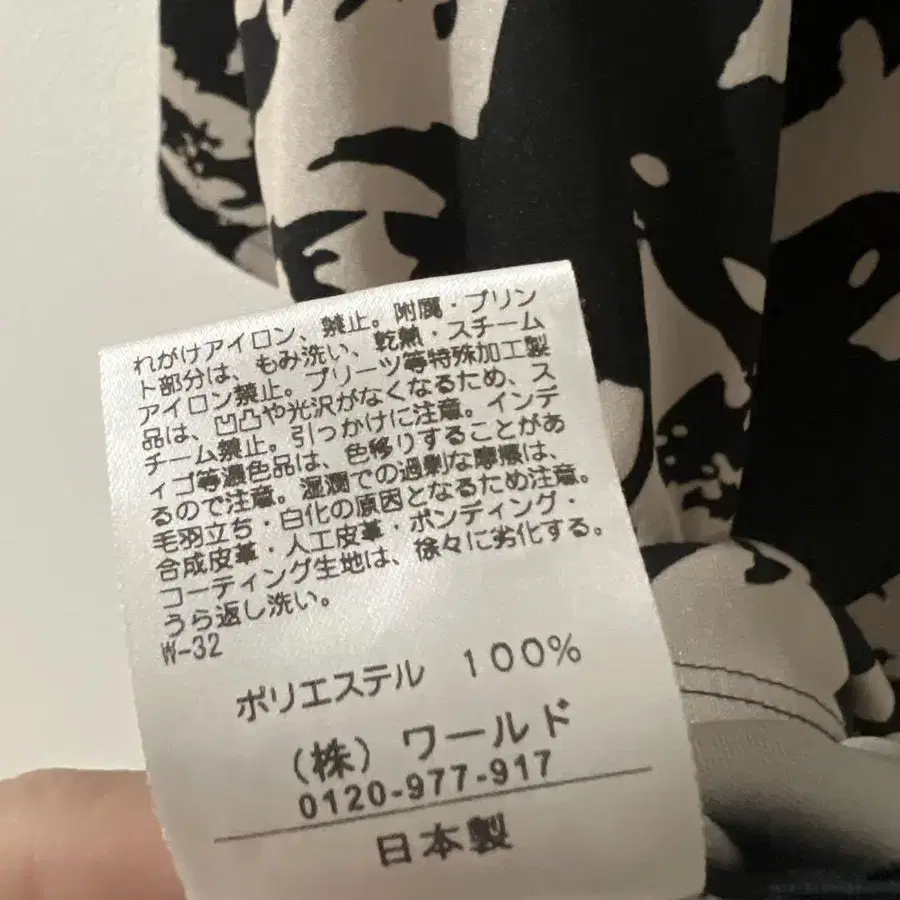 れがけアイロン、禁止。附属・プリン
ト部分は、もみ洗い、乾熱・スチーム
アイロン禁止。プリーツ等特殊加工製
品は、凹凸や光沢がなくなるため、ス
チーム禁止。引っかけに注意。インデ
ィゴ等濃色品は、色移りすることがあ
るので注意。湿潤での過剰な摩擦は、
毛羽立ち・白化の原因となるため注意。
合成皮革・人工皮革・ボンディング・
コーティング生地は、徐々に劣化する。
うら返し洗い。
W-32
ポリエステル 100%
(株) ワールド
0120-977-917
日本製